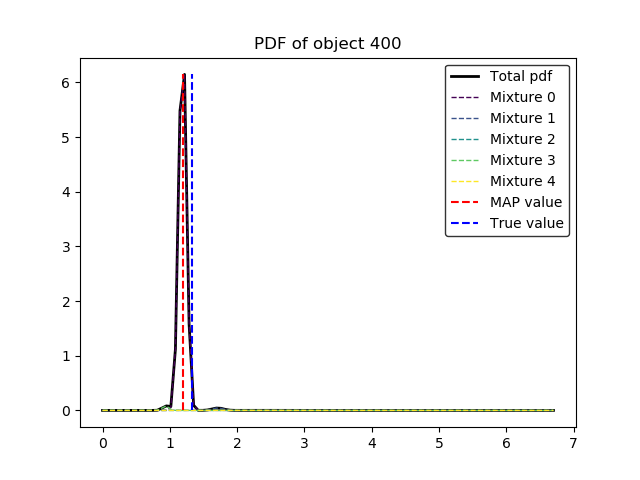 PDF of object 400
Total pdf
Mixture 0
Mixture 1
Mixture 2
Mixture 3
Mixture 4
MAP value
True value
6
5
4
3
2
1
0
0 1 2 3 4 5 6 7